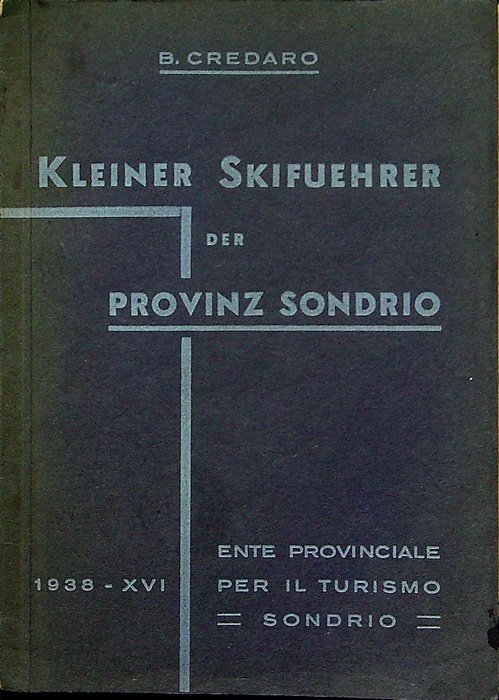 B. CREDARO
KLEINER SKIFUEHRER
DER
PROVINZ SONDRIO
ENTE PROVINCIALE
1938 - XVI PER IL TURISMO
= SONDRIO =